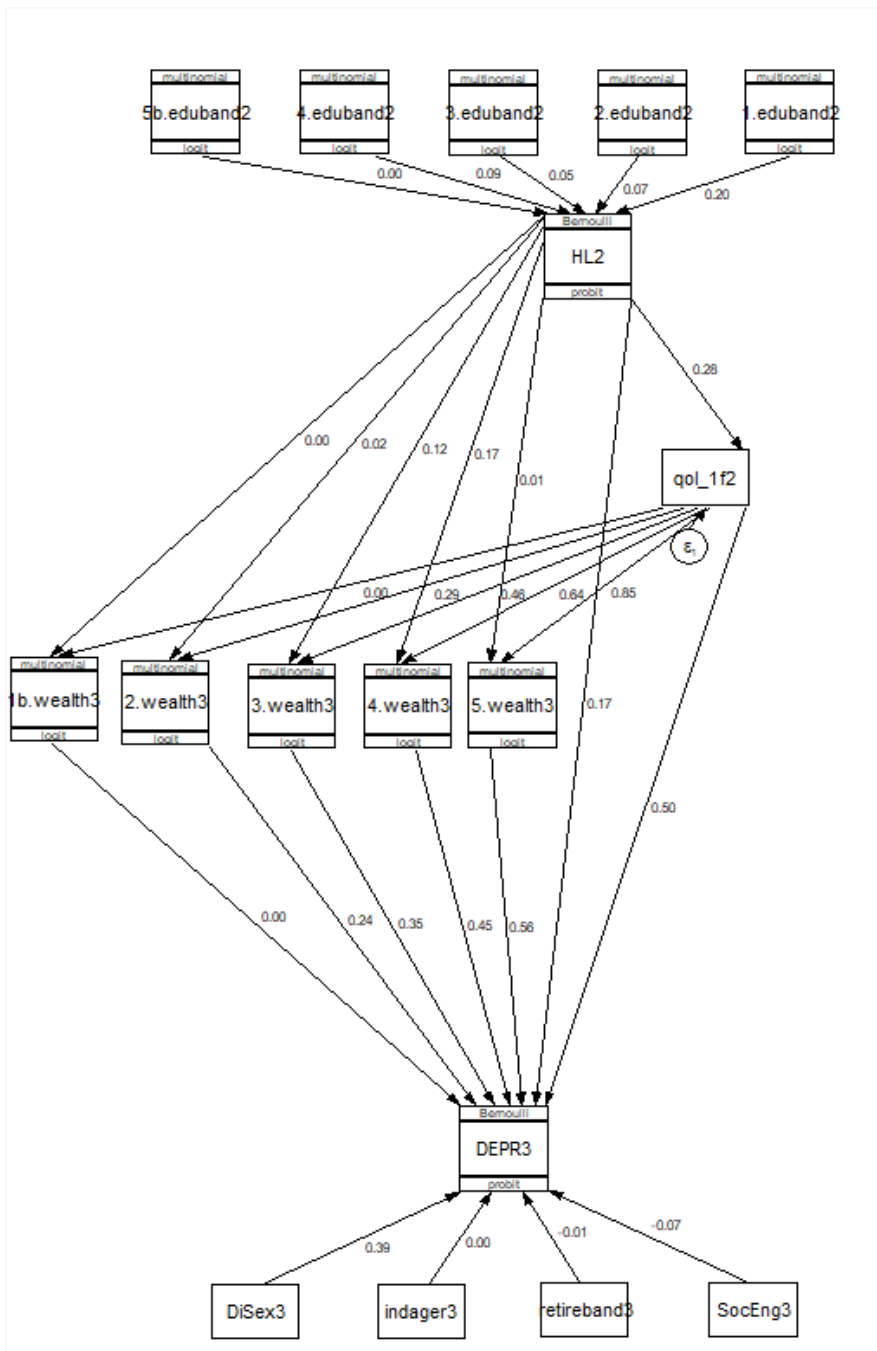 multinomial multinomial multinomial multinomial multinomial
5b.eduband2 4.eduband2 3.eduband2 2.eduband2 1.eduband2
logit logit logit logit logit
0.00 0.09 0.05 0.07 0.20
Bernoulli
HL2
probit
0.28
0.00 0.02 0.12 0.17 0.17
0.01
qol_1f2
ε1
0.00 0.29 0.46 0.64 0.85
multinomial multinomial multinomial multinomial multinomial
1b.wealth3 2.wealth3 3.wealth3 4.wealth3 5.wealth3
logit logit logit logit logit
0.50
0.00 0.24 0.35 0.45 0.56
Bernoulli
DEPR3
probit
0.39 0.00 -0.01 -0.07
DiSex3 indager3 retireband3 SocEng3